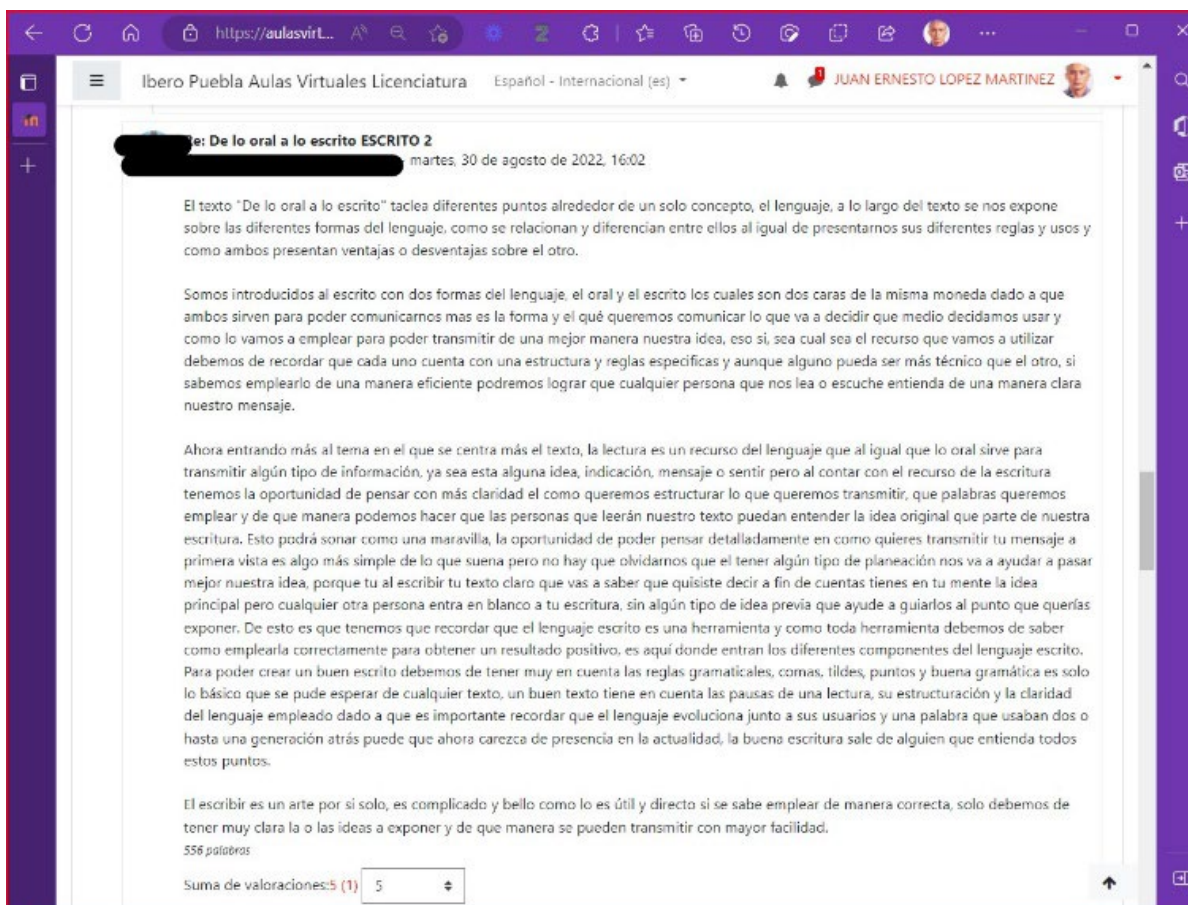 https://aulasvirt...
Ibero Puebla Aulas Virtuales Licenciatura Español - Internacional (es) 1 JUAN ERNESTO LOPEZ MARTINEZ
Re: De lo oral a lo escrito ESCRITO 2
martes, 30 de agosto de 2022, 16:02
El texto "De lo oral a lo escrito" taclea diferentes puntos alrededor de un solo concepto, el lenguaje, a lo largo del texto se nos expone
sobre las diferentes formas del lenguaje, como se relacionan y diferencian entre ellos al igual de presentarnos sus diferentes reglas y usos y
como ambos presentan ventajas o desventajas sobre el otro.
Somos introducidos al escrito con dos formas del lenguaje, el oral y el escrito los cuales son dos caras de la misma moneda dado a que
ambos sirven para poder comunicarnos mas es la forma y el qué queremos comunicar lo que va a decidir que medio decidamos usar y
como lo vamos a emplear para poder transmitir de una mejor manera nuestra idea, eso si, sea cual sea el recurso que vamos a utilizar
debemos de recordar que cada uno cuenta con una estructura y reglas especificas y aunque alguno pueda ser más técnico que el otro, si
sabemos emplearlo de una manera eficiente podremos lograr que cualquier persona que nos lea o escuche entienda de una manera clara
nuestro mensaje.
Ahora entrando más al tema en el que se centra más el texto, la lectura es un recurso del lenguaje que al igual que lo oral sirve para
transmitir algún tipo de información, ya sea esta alguna idea, indicación, mensaje o sentir pero al contar con el recurso de la escritura
tenemos la oportunidad de pensar con más claridad el como queremos estructurar lo que queremos transmitir, que palabras queremos
emplear y de que manera podemos hacer que las personas que leerán nuestro texto puedan entender la idea original que parte de nuestra
escritura. Esto podrá sonar como una maravilla, la oportunidad de poder pensar detalladamente en como quieres transmitir tu mensaje a
primera vista es algo más simple de lo que suena pero no hay que olvidarnos que el tener algún tipo de planeación nos va a ayudar a pasar
mejor nuestra idea, porque tu al escribir tu texto claro que vas a saber que quisiste decir a fin de cuentas tienes en tu mente la idea
principal pero cualquier otra persona entra en blanco a tu escritura, sin algún tipo de idea previa que ayude a guiarlos al punto que querías
exponer. De esto es que tenemos que recordar que el lenguaje escrito es una herramienta y como toda herramienta debemos de saber
como emplearla correctamente para obtener un resultado positivo, es aquí donde entran los diferentes componentes del lenguaje escrito.
Para poder crear un buen escrito debemos de tener muy en cuenta las reglas gramaticales, comas, tildes, puntos y buena gramática es solo
lo básico que se pude esperar de cualquier texto, un buen texto tiene en cuenta las pausas de una lectura, su estructuración y la claridad
del lenguaje empleado dado a que es importante recordar que el lenguaje evoluciona junto a sus usuarios y una palabra que usaban dos o
hasta una generación atrás puede que ahora carezca de presencia en la actualidad, la buena escritura sale de alguien que entienda todos
estos puntos.
El escribir es un arte por si solo, es complicado y bello como lo es útil y directo si se sabe emplear de manera correcta, solo debemos de
tener muy clara la o las ideas a exponer y de que manera se pueden transmitir con mayor facilidad.
556 palabras
Suma de valoraciones:5 (1) 5